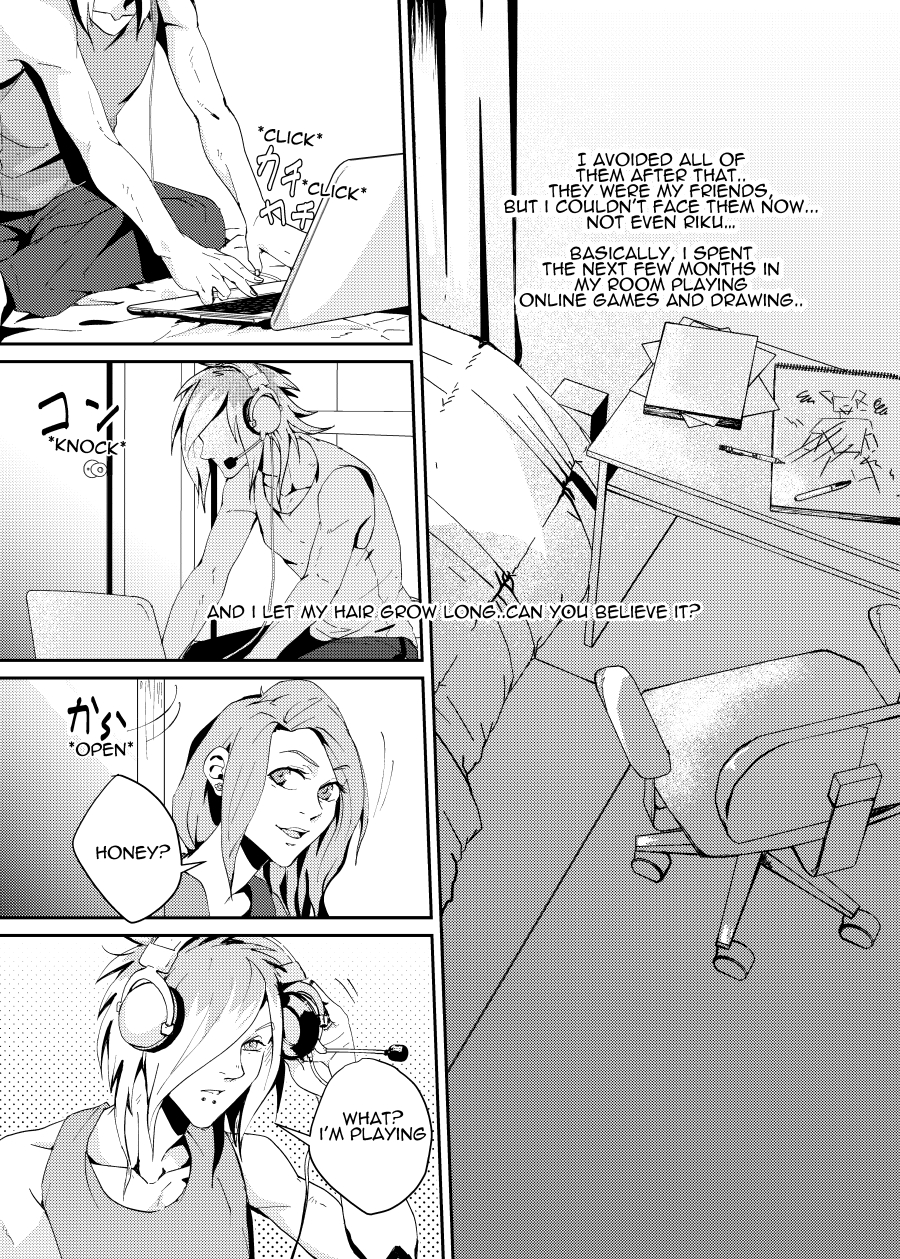 *CLICK*
カチ
*CLICK*
カチ
I AVOIDED ALL OF
THEM AFTER THAT..
THEY WERE MY FRIENDS,
BUT I COULDN'T FACE THEM NOW...
NOT EVEN RIKU...
BASICALLY, I SPENT
THE NEXT FEW MONTHS IN
MY ROOM PLAYING
ONLINE GAMES AND DRAWING..
コン
*KNOCK*
AND I LET MY HAIR GROW LONG..CAN YOU BELIEVE IT?
*OPEN*
HONEY?
WHAT?
I'M PLAYING